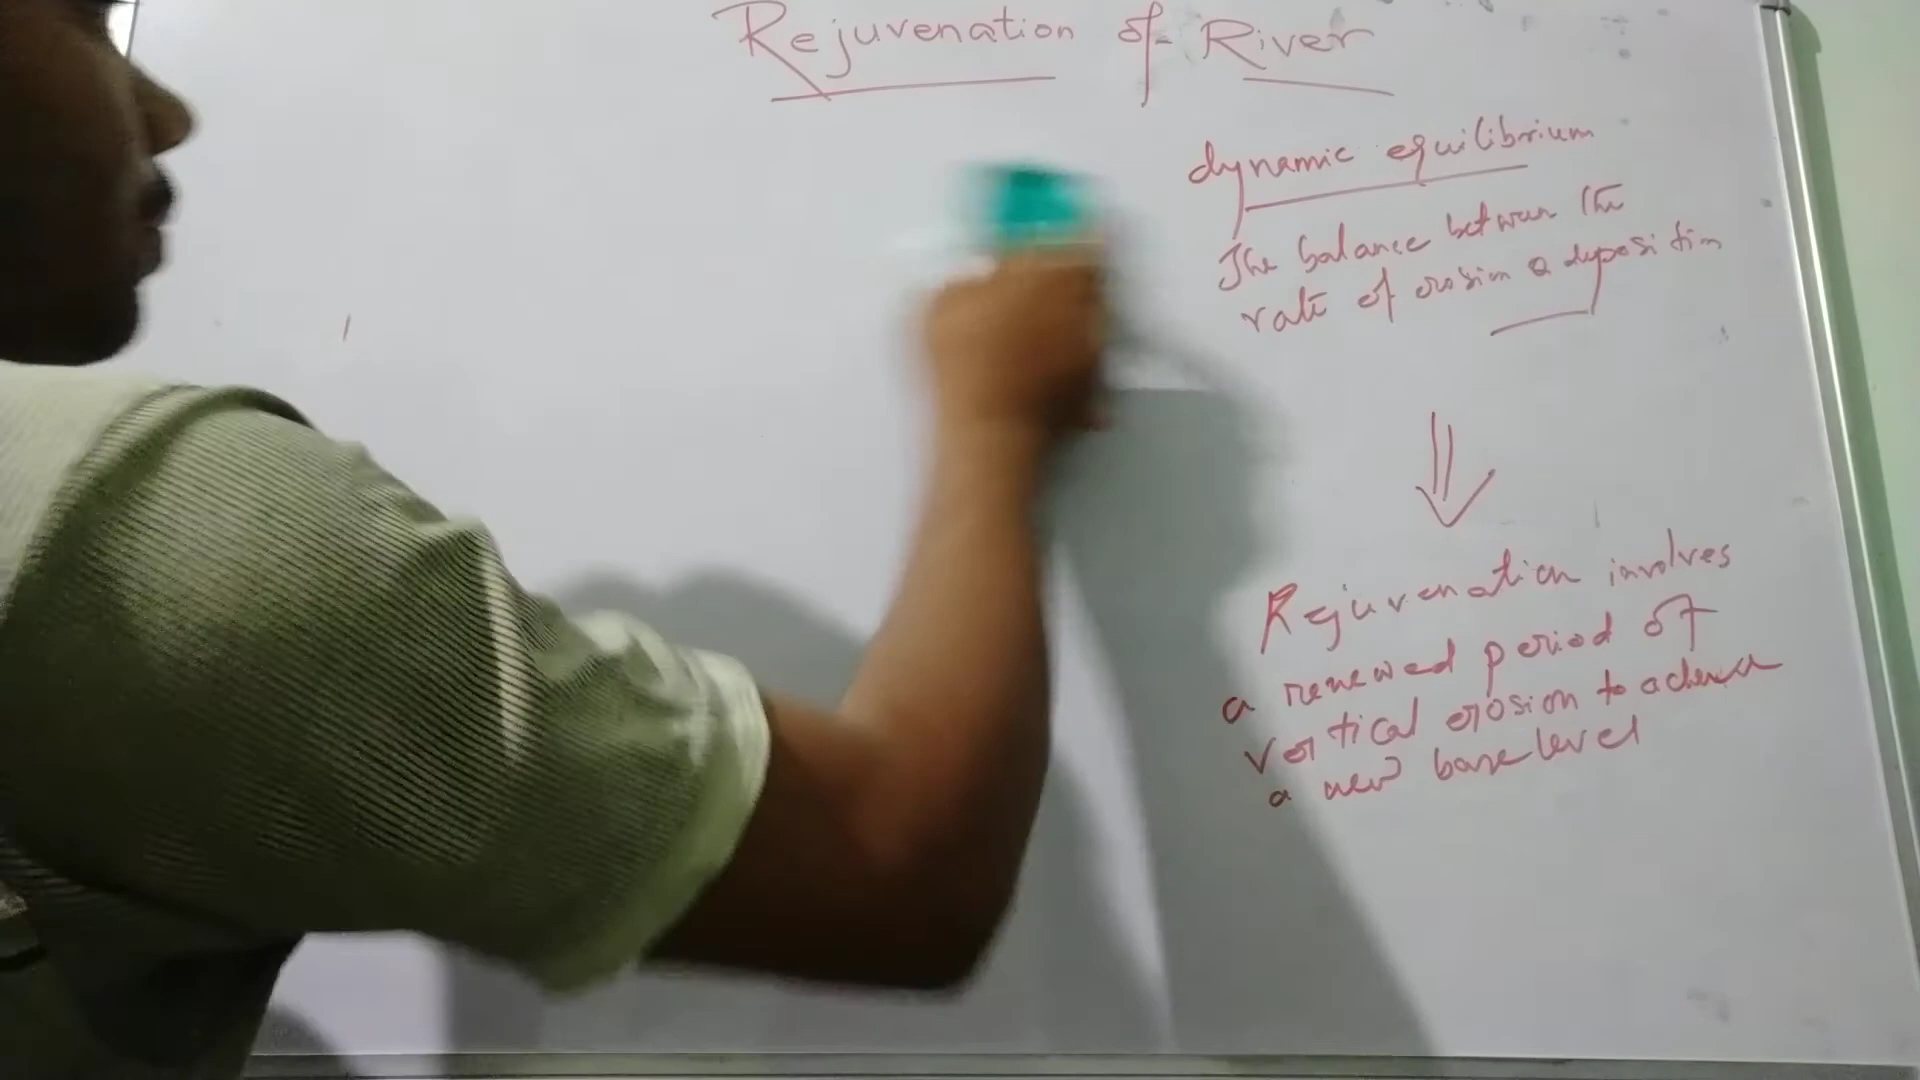 Rejuvenation of River
dynamic equilibrium
The balance between the
rate of erosion & deposition
Rejuvenation involves
a renewed period of
vertical erosion to achieve
a new base level